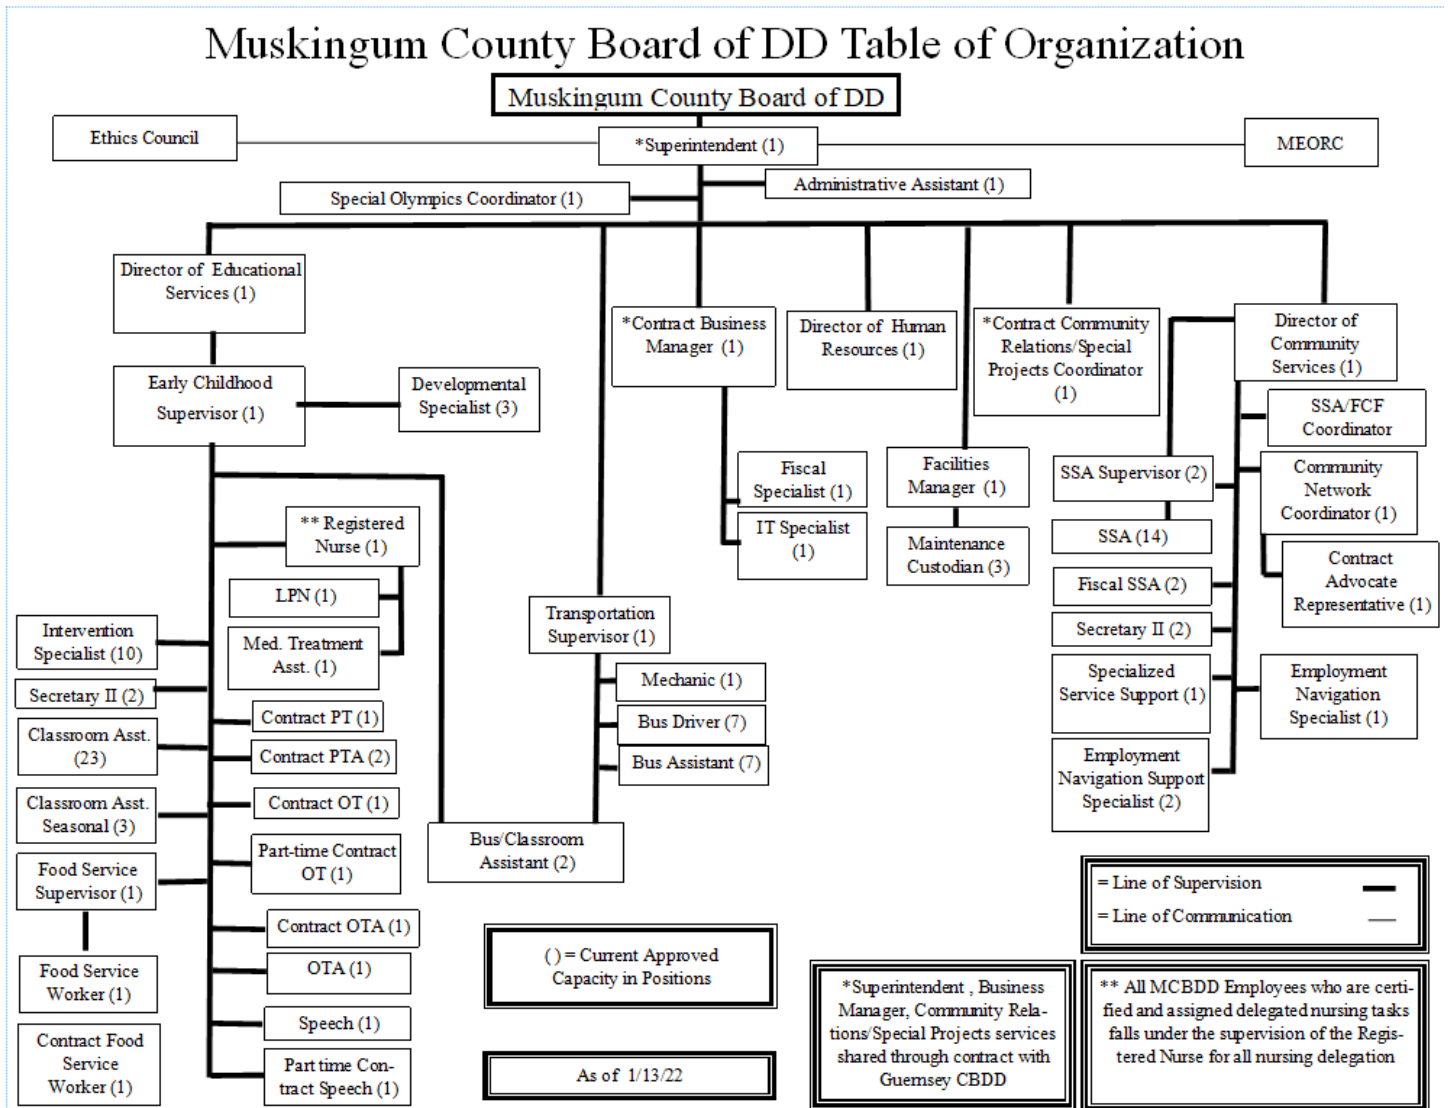 Muskingum County Board of DD Table of Organization
Muskingum County Board of DD
Ethics Council
*Superintendent (1)
MEORC
Administrative Assistant (1)
Special Olympics Coordinator (1)
Director of Educational
Services (1)
*Contract Business
Manager (1)
Director of Human
Resources (1)
*Contract Community
Relations/Special
Projects Coordinator
(1)
Director of
Community
Services (1)
Early Childhood
Supervisor (1)
Developmental
Specialist (3)
SSA/FCF
Coordinator
Fiscal
Specialist (1)
IT Specialist
(1)
Facilities
Manager (1)
Maintenance
Custodian (3)
SSA Supervisor (2)
SSA (14)
Community
Network
Coordinator (1)
Contract
Advocate
Representative (1)
Fiscal SSA (2)
Secretary II (2)
Specialized
Service Support (1)
Employment
Navigation
Specialist (1)
Employment
Navigation Support
Specialist (2)
** Registered
Nurse (1)
LPN (1)
Med. Treatment
Asst. (1)
Intervention
Specialist (10)
Secretary II (2)
Classroom Asst.
(23)
Classroom Asst.
Seasonal (3)
Food Service
Supervisor (1)
Food Service
Worker (1)
Contract Food
Service
Worker (1)
Contract PT (1)
Contract PTA (2)
Contract OT (1)
Part-time Contract
OT (1)
Contract OTA (1)
OTA (1)
Speech (1)
Part time Con-
tract Speech (1)
Transportation
Supervisor (1)
Mechanic (1)
Bus Driver (7)
Bus Assistant (7)
Bus/Classroom
Assistant (2)
( ) = Current Approved
Capacity in Positions
As of 1/13/22
= Line of Supervision
= Line of Communication
*Superintendent , Business
Manager, Community Rela-
tions/Special Projects services
shared through contract with
Guernsey CBDD
** All MCBDD Employees who are certi-
fied and assigned delegated nursing tasks
falls under the supervision of the Regis-
tered Nurse for all nursing delegation